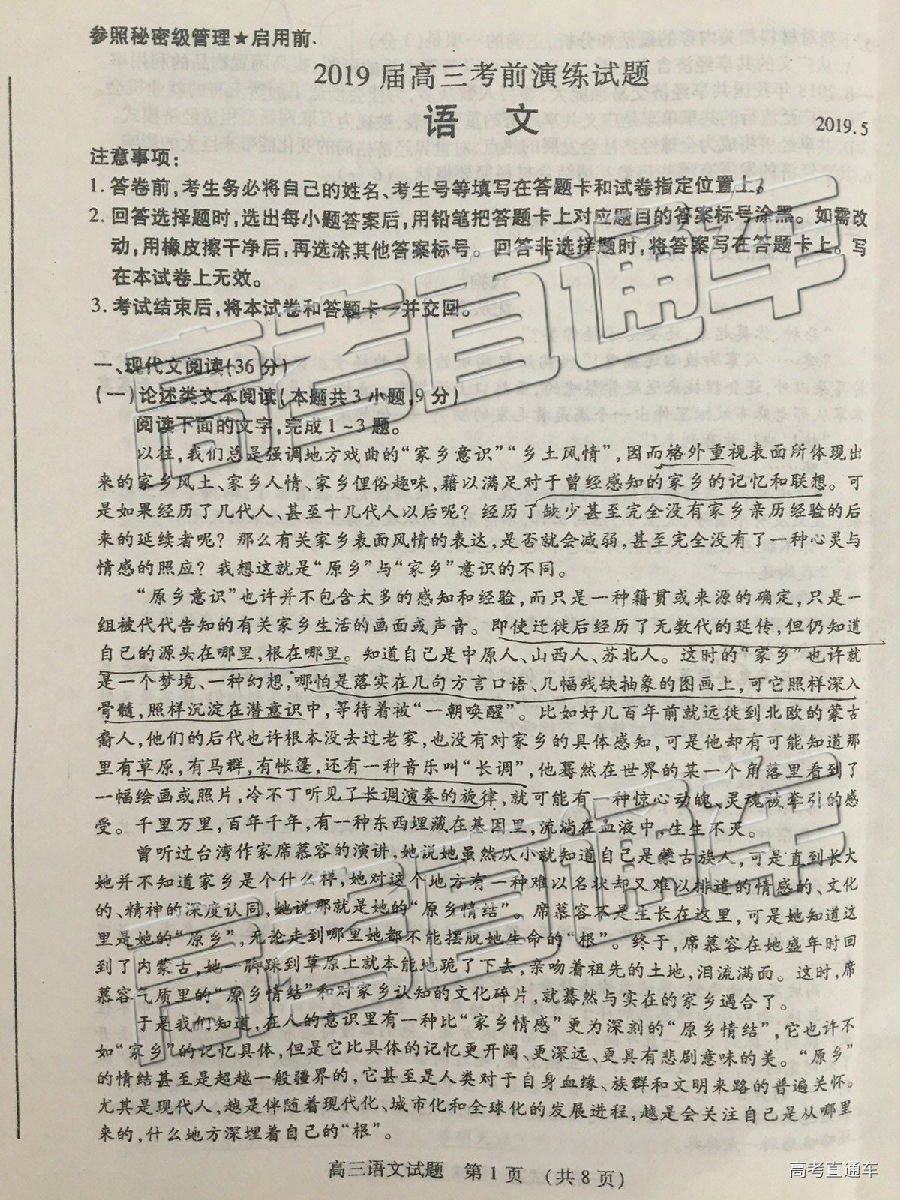 参照秘密级管理★启用前
2019届高三考前演练试题
语 文
2019.5
注意事项：
1. 答卷前，考生务必将自己的姓名、考生号等填写在答题卡和试卷指定位置上。
2. 回答选择题时，选出每小题答案后，用铅笔把答题卡上对应题目的答案标号涂黑。如需改
动，用橡皮擦干净后，再选涂其他答案标号。回答非选择题时，将答案写在答题卡上。写
在本试卷上无效。
3. 考试结束后，将本试卷和答题卡一并交回。
一、现代文阅读(36分)
(一)论述类文本阅读(本题共3小题，9分)
阅读下面的文字，完成1~3题。
以往，我们总是强调地方戏曲的“家乡意识”“乡土风情”，因而格外重视表面所体现出
来的家乡风土、家乡人情、家乡俚俗趣味，藉以满足对于曾经感知的家乡的记忆和联想。可
是如果经历了几代人、甚至十几代人以后呢？经历了缺少甚至完全没有家乡亲历经验的后
来的延续者呢？那么有关家乡表面风情的表达，是否就会减弱，甚至完全没有了一种心灵与
情感的照应？我想这就是“原乡”与“家乡”意识的不同。
“原乡意识”也许并不包含太多的感知和经验，而只是一种籍贯或来源的确定，只是一
组被代代告知的有关家乡生活的画面或声音。即使迁徙后经历了无数代的延传，但仍知道
自己的源头在哪里，根在哪里。知道自己是中原人、山西人、苏北人。这时的“家乡”也许就
是一个梦境、一种幻想，哪怕是落实在几句方言口语、几幅残缺抽象的图画上，可它照样深入
骨髓，照样沉淀在潜意识中，等待着被“一朝唤醒”。比如好几百年前就远徙到北欧的蒙古
裔人，他们的后代也许根本没去过老家，也没有对家乡的具体感知，可是他却有可能知道那
里有草原，有马群，有帐篷，还有一种音乐叫“长调”，他蓦然在世界的某一个角落里看到了
一幅绘画或照片，冷不丁听见了长调演奏的旋律，就可能有一种惊心动魄、灵魂被牵引的感
受。千里万里，百年千年，有一种东西埋藏在基因里，流淌在血液中，生生不灭。
曾听过台湾作家席慕容的演讲，她说她虽然从小就知道自己是蒙古族人，可是直到长大
她并不知道家乡是个什么样，她对这个地方有一种难以名状却又难以排遣的情感的、文化
的、精神的深度认同，她说那就是她的“原乡情结”。席慕容不是生长在这里，可是她知道这
里是她的“原乡”，无论走到哪里她都不能摆脱她生命的“根”。终于，席慕容在她盛年时回
到了内蒙古，她一脚踩到草原上就本能地跪了下去，亲吻着祖先的土地，泪流满面。这时，席
慕容气质里的“原乡情结”和对家乡认知的文化碎片，就蓦然与实在的家乡遇合了。
于是我们知道，在人的意识里有一种比“家乡情感”更为深刻的“原乡情结”，它也许不
如“家乡”的记忆具体，但是它比具体的记忆更开阔、更深远、更具有悲剧意味的美。“原乡”
的情结甚至是超越一般疆界的，它甚至是人类对于自身血缘、族群和文明来路的普遍关怀。
尤其是现代人，越是伴随着现代化、城市化和全球化的发展进程，越是会关注自己是从哪里
来的，什么地方深埋着自己的“根”。
高三语文试题 第1页 (共8页)
高考直通车
高考直通车
高考直通车